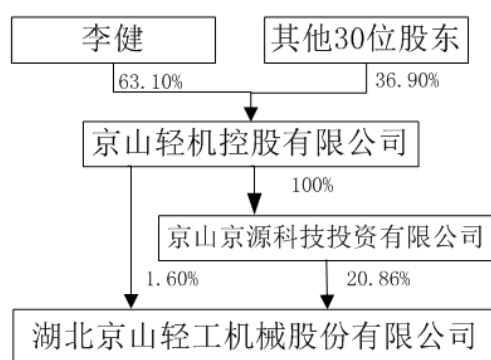 李健
其他30位股东
63.10%
36.90%
京山轻机控股有限公司
100%
京山京源科技投资有限公司
1.60%
20.86%
湖北京山轻工机械股份有限公司